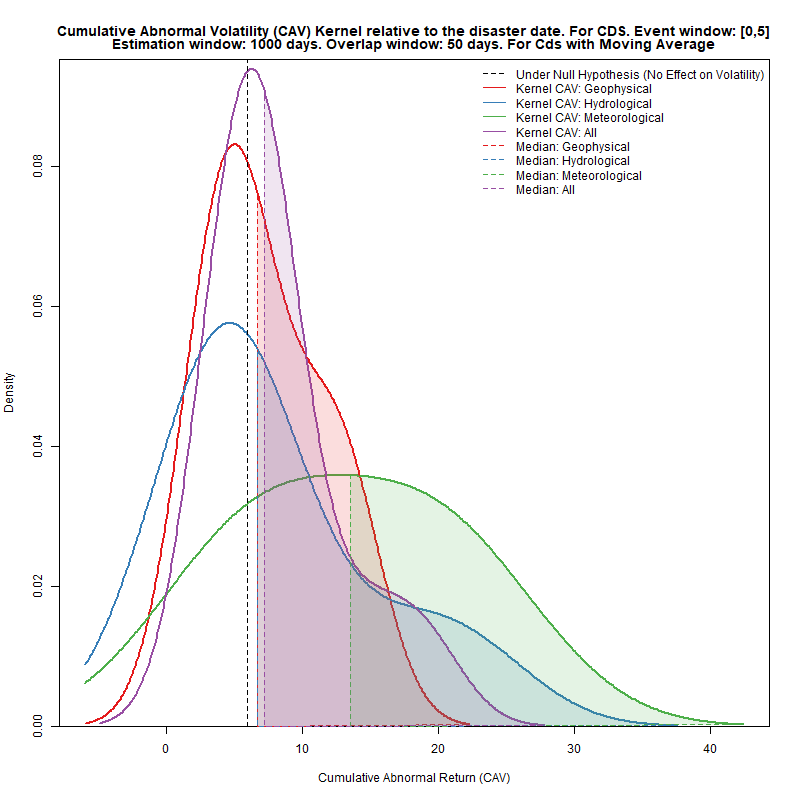 Cumulative Abnormal Volatility (CAV) Kernel relative to the disaster date. For CDS. Event window: [0,5]
Estimation window: 1000 days. Overlap window: 50 days. For Cds with Moving Average
Under Null Hypothesis (No Effect on Volatility)
Kernel CAV: Geophysical
Kernel CAV: Hydrological
Kernel CAV: Meteorological
Kernel CAV: All
Median: Geophysical
Median: Hydrological
Median: Meteorological
Median: All
Density
0.08
0.06
0.04
0.02
0.00
0
10
20
30
40
Cumulative Abnormal Return (CAV)